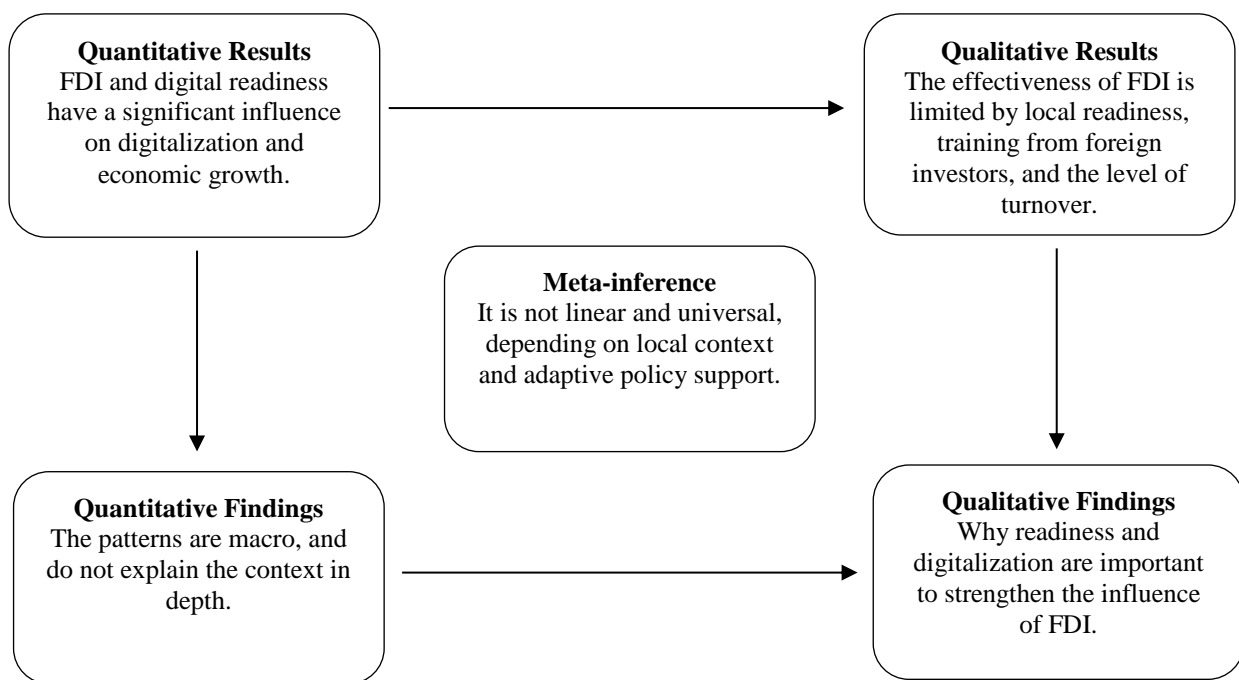 Quantitative Results
FDI and digital readiness
have a significant influence
on digitalization and
economic growth.
Qualitative Results
The effectiveness of FDI is
limited by local readiness,
training from foreign
investors, and the level of
turnover.
Meta-inference
It is not linear and universal,
depending on local context
and adaptive policy support.
Quantitative Findings
The patterns are macro, and
do not explain the context in
depth.
Qualitative Findings
Why readiness and
digitalization are important
to strengthen the influence
of FDI.